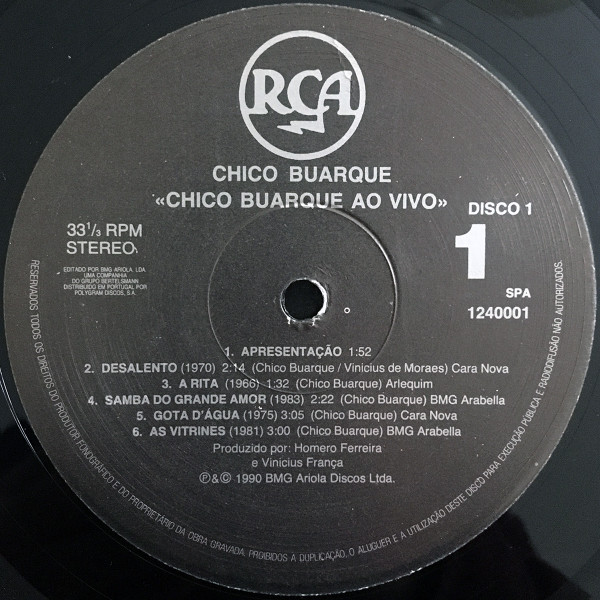 RCA
CHICO BUARQUE
«CHICO BUARQUE AO VIVO»
DISCO 1
33 1/3 RPM
STEREO
1
EDITADO POR BMG ARIOLA, LDA
UMA COMPANHIA
DO GRUPO BERTELSMANN
DISTRIBUIDO EM PORTUGAL POR
POLYGRAM DISCOS, S.A.
SPA
1240001
1. APRESENTAÇÃO 1:52
2. DESALENTO (1970) 2:14 (Chico Buarque / Vinicius de Moraes) Cara Nova
3. A RITA (1966) 1:32 (Chico Buarque) Arlequim
4. SAMBA DO GRANDE AMOR (1983) 2:22 (Chico Buarque) BMG Arabella
5. GOTA D'ÁGUA (1975) 3:05 (Chico Buarque) Cara Nova
6. AS VITRINES (1981) 3:00 (Chico Buarque) BMG Arabella
Produzido por: Homero Ferreira
e Vinicius França
℗&© 1990 BMG Ariola Discos Ltda.
RESERVADOS TODOS OS DIREITOS DO PRODUTOR FONOGRÁFICO E DO PROPRIETÁRIO DA OBRA GRAVADA. PROIBIDOS A DUPLICAÇÃO, O ALUGUER E A UTILIZAÇÃO DESTE DISCO PARA EXECUÇÃO PÚBLICA E RADIODIFUSÃO NÃO AUTORIZADOS.